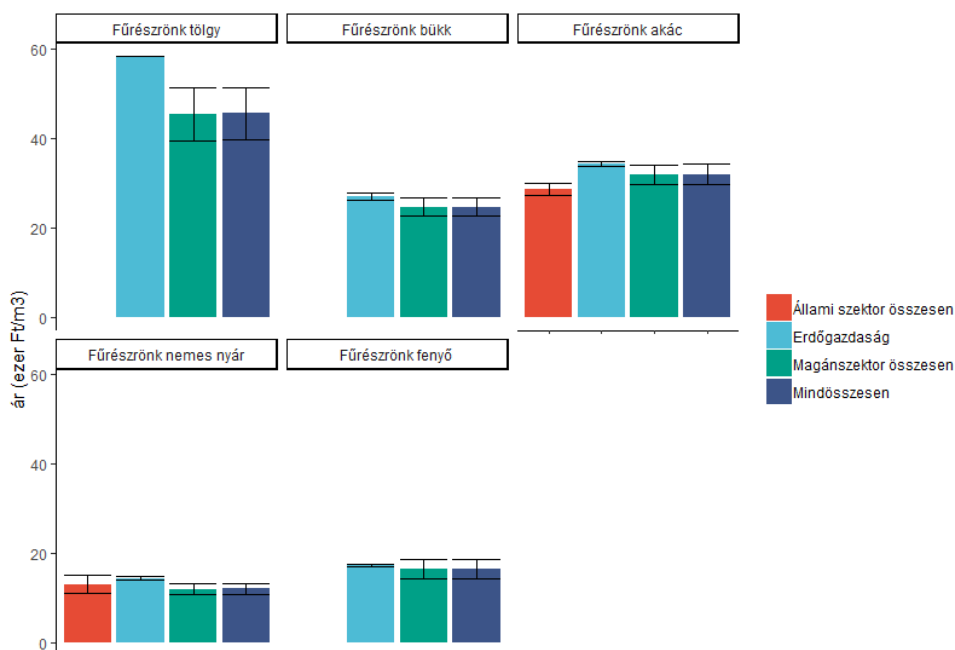 Fűrészrönk tölgy
Fűrészrönk bükk
Fűrészrönk akác
60
40
20
0
ár (ezer Ft/m3)
Fűrészrönk nemes nyár
Fűrészrönk fenyő
60
40
20
0
Állami szektor összesen
Erdőgazdaság
Magánszektor összesen
Mindösszesen